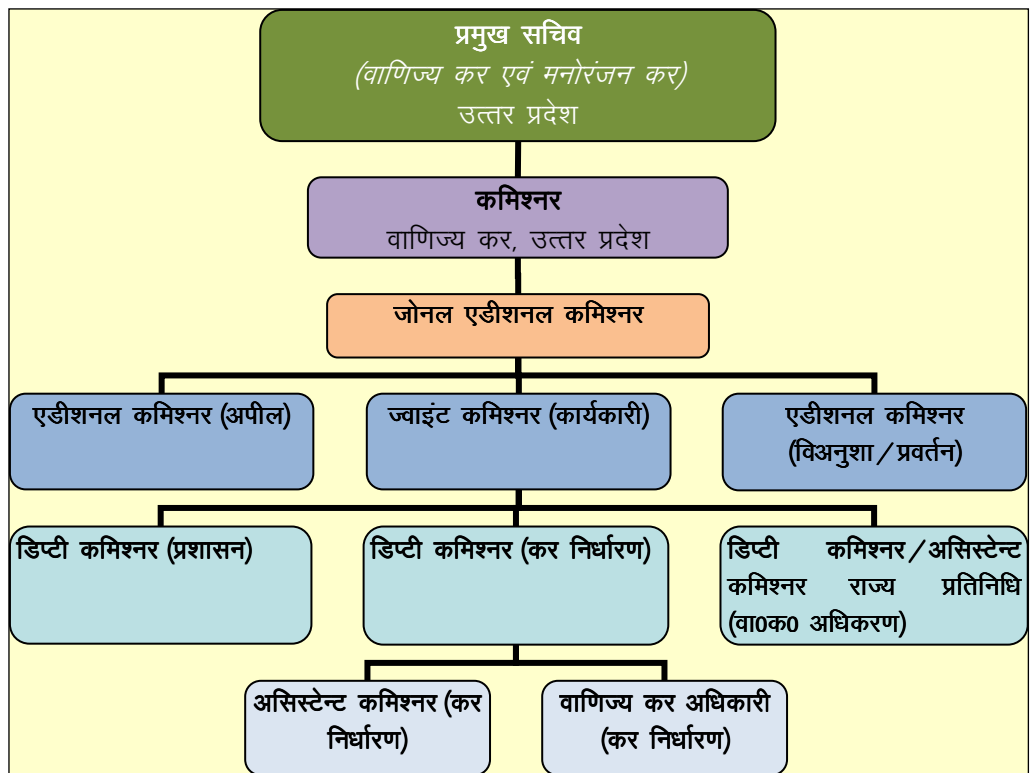 प्रमुख सचिव
(वाणिज्य कर एवं मनोरंजन कर)
उत्तर प्रदेश
कमिश्नर
वाणिज्य कर, उत्तर प्रदेश
जोनल एडीशनल कमिश्नर
एडीशनल कमिश्नर (अपील)
ज्वाइंट कमिश्नर (कार्यकारी)
एडीशनल कमिश्नर
(विअनुशा/प्रवर्तन)
डिप्टी कमिश्नर (प्रशासन)
डिप्टी कमिश्नर (कर निर्धारण)
डिप्टी कमिश्नर/असिस्टेन्ट
कमिश्नर राज्य प्रतिनिधि
(वा0क0 अधिकरण)
असिस्टेन्ट कमिश्नर (कर
निर्धारण)
वाणिज्य कर अधिकारी
(कर निर्धारण)